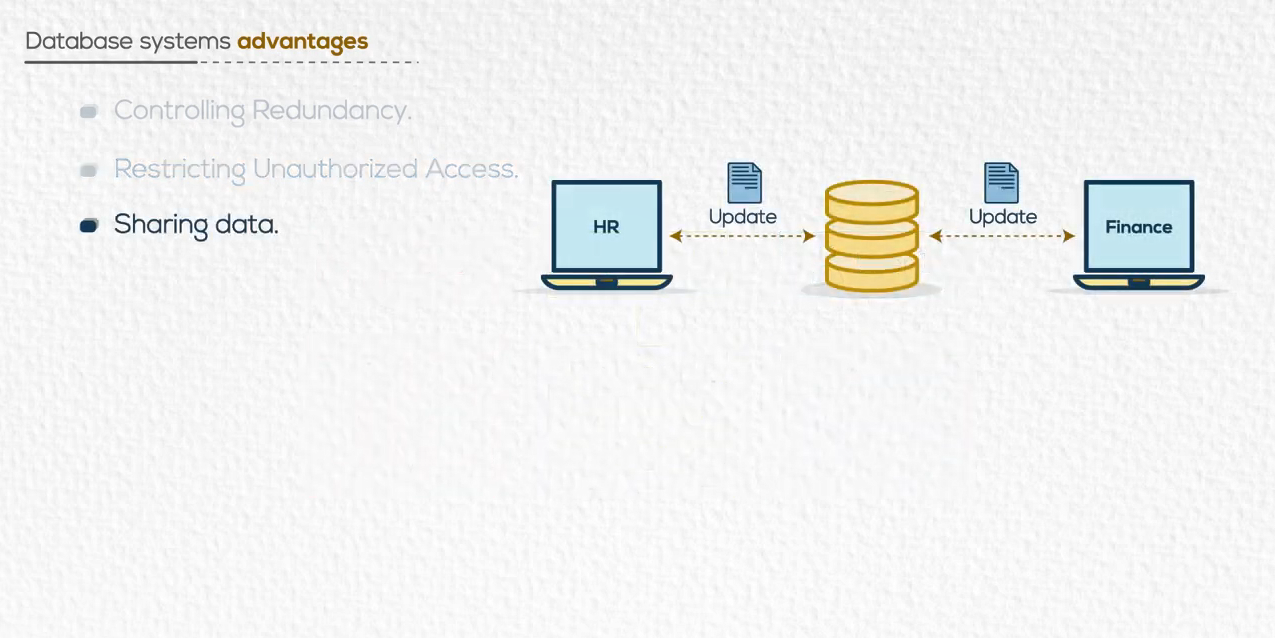 Database systems advantages
Controlling Redundancy.
Restricting Unauthorized Access.
Sharing data.
HR
Update
Update
Finance